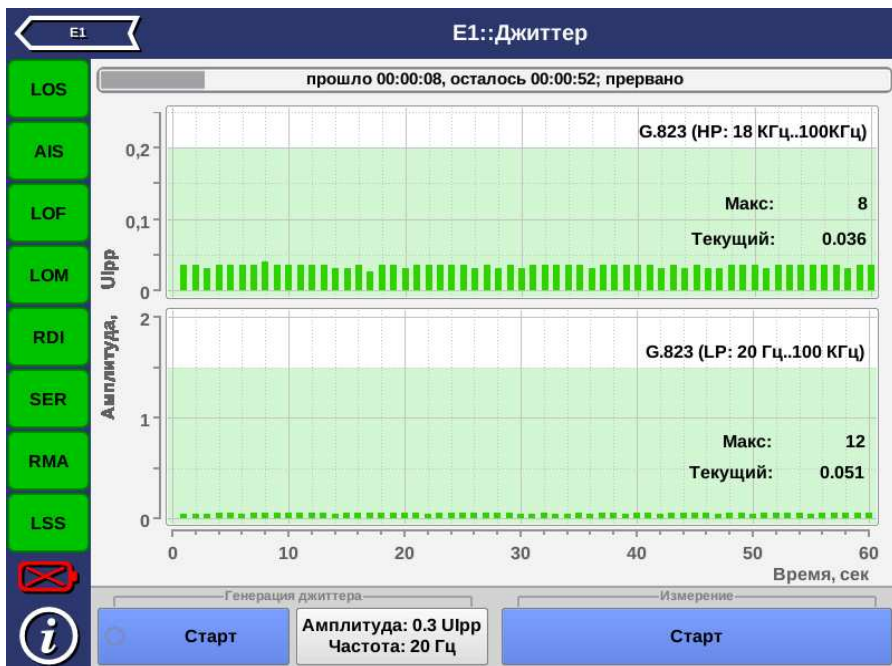 E1
E1::Джиттер
LOS
AIS
LOF
LOM
RDI
SER
RMA
LSS
прошло 00:00:08, осталось 00:00:52; прервано
G.823 (HP: 18 КГц..100КГц)
0,2
0,1
0
Макс: 8
Текущий: 0.036
Амплитуда, UIpp
G.823 (LP: 20 Гц..100 КГц)
2
1
0
Макс: 12
Текущий: 0.051
0 10 20 30 40 50 60
Время, сек
Генерация джиттера
Измерение
Старт
Амплитуда: 0.3 UIpp
Частота: 20 Гц
Старт
i